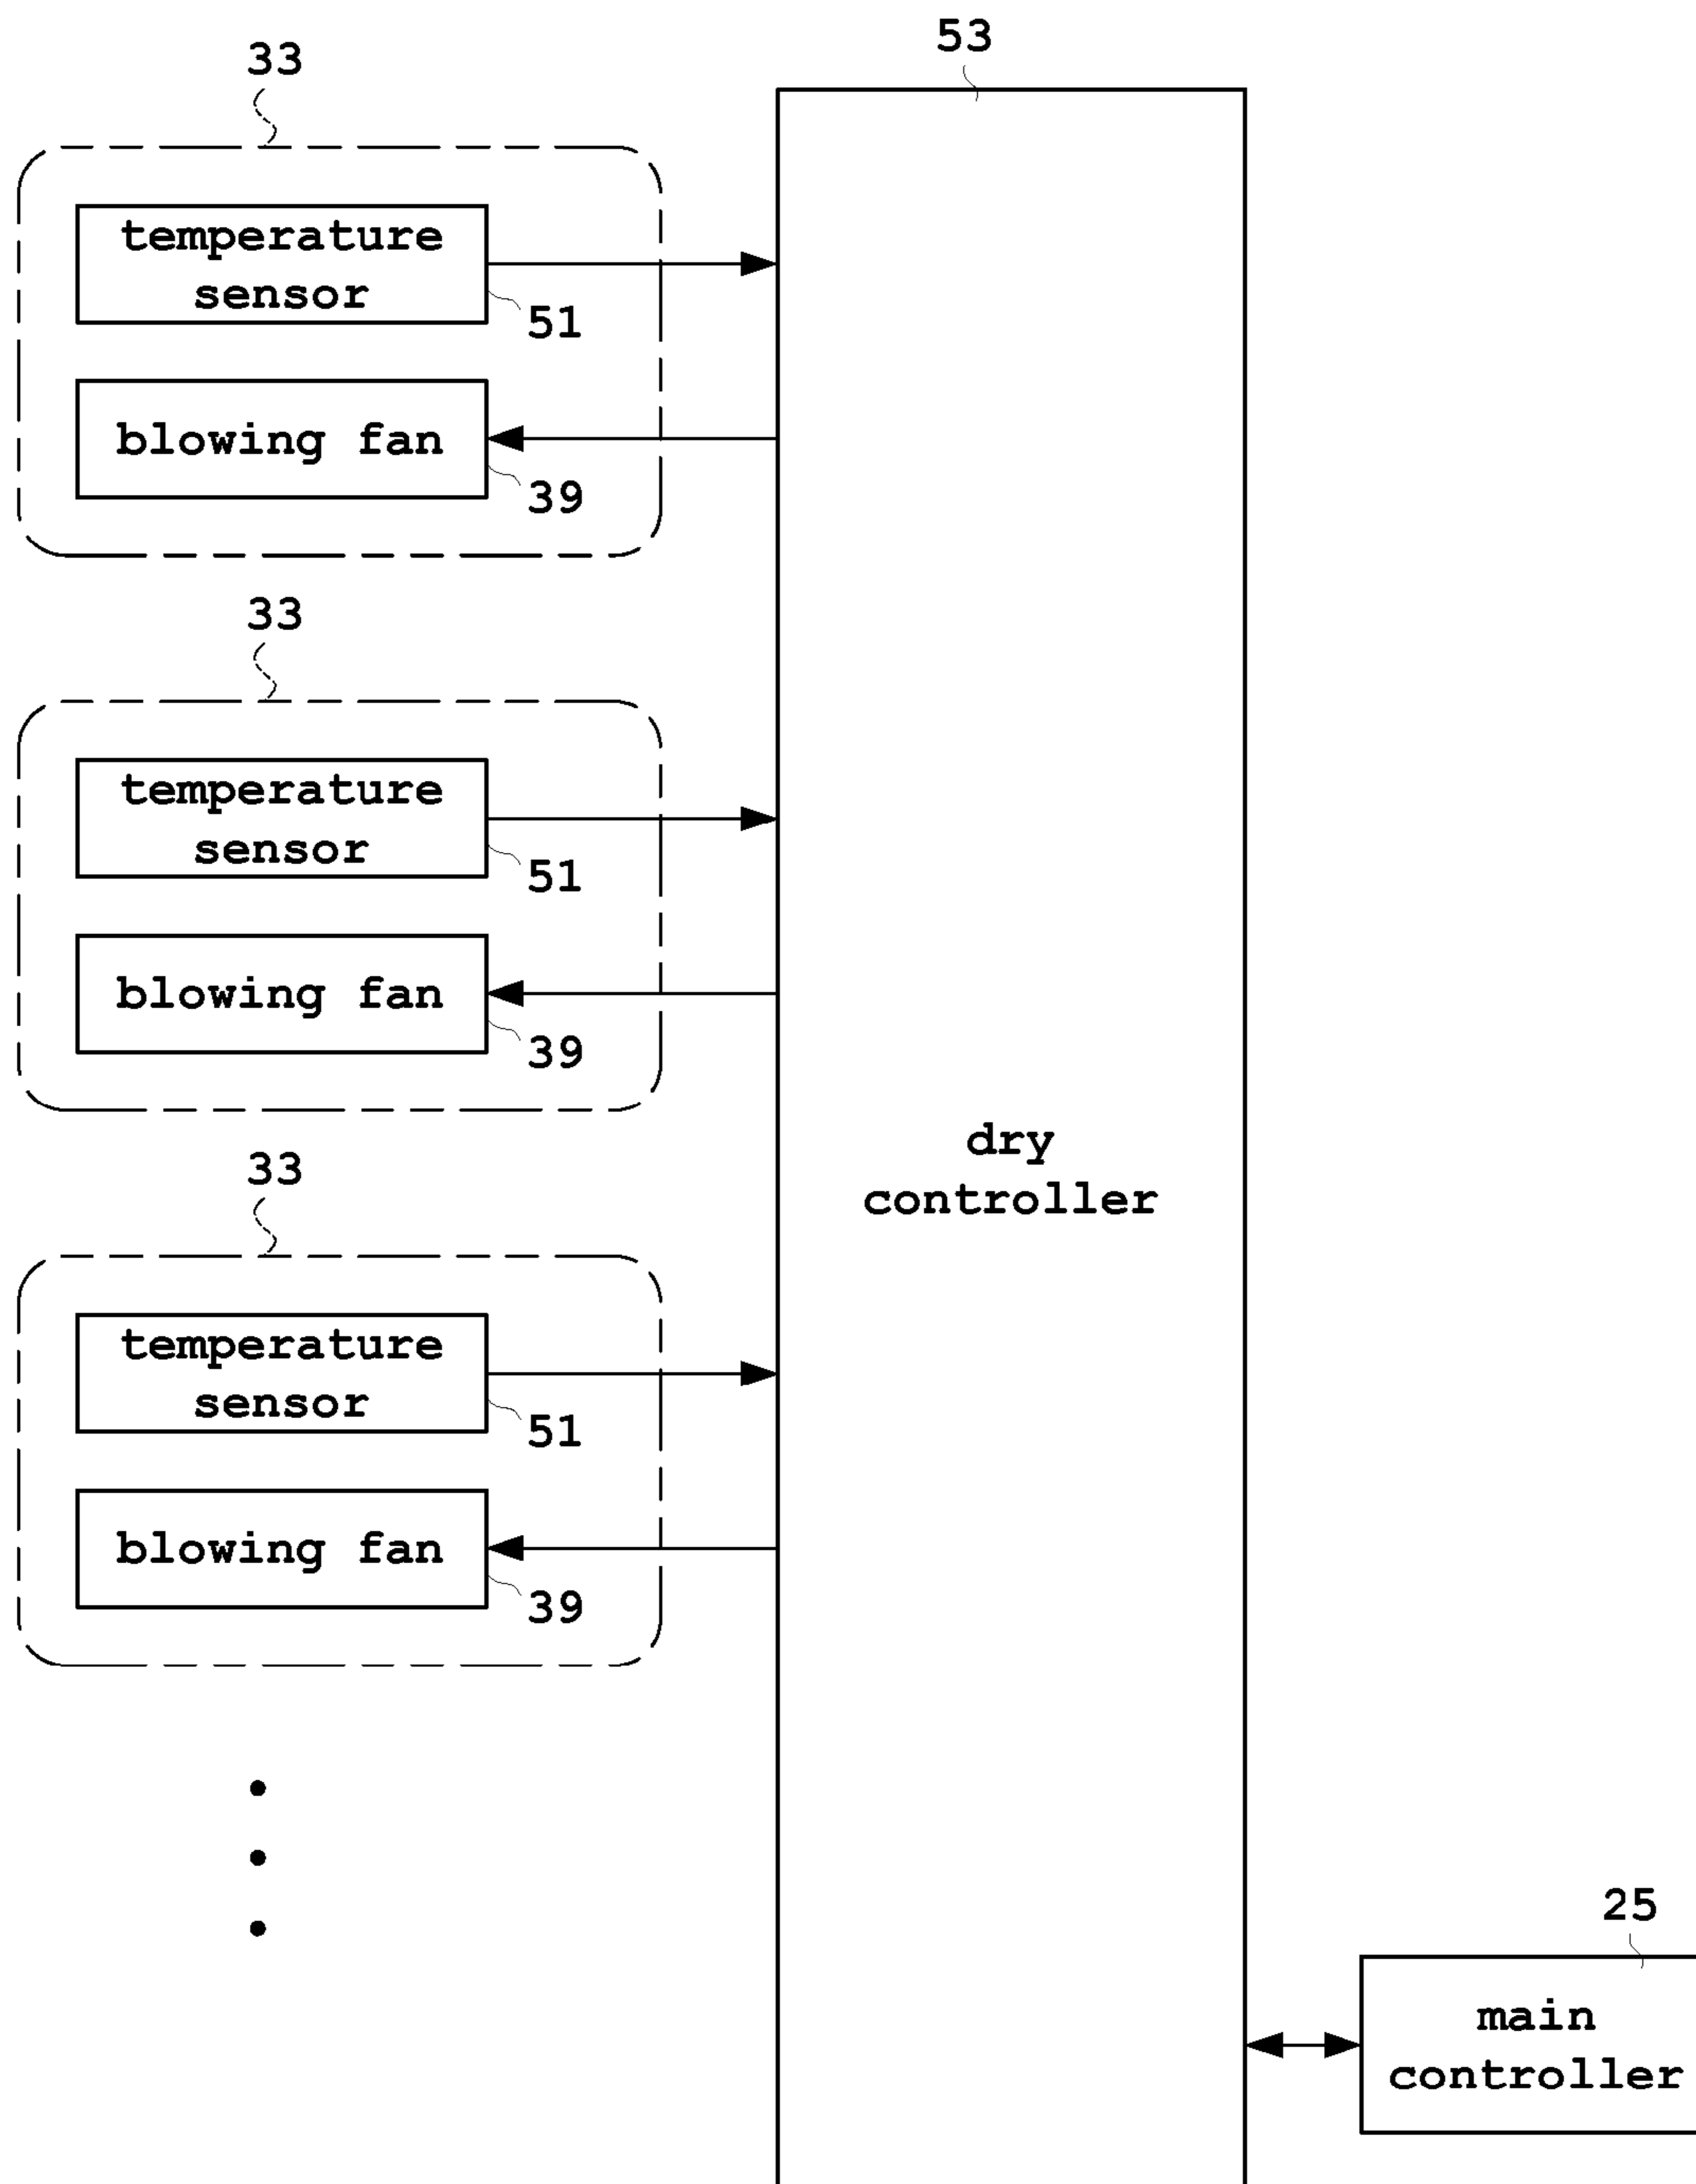 53
33
temperature
sensor
51
blowing fan
39
33
temperature
sensor
51
blowing fan
39
dry
controller
33
temperature
sensor
51
blowing fan
39
25
main
controller